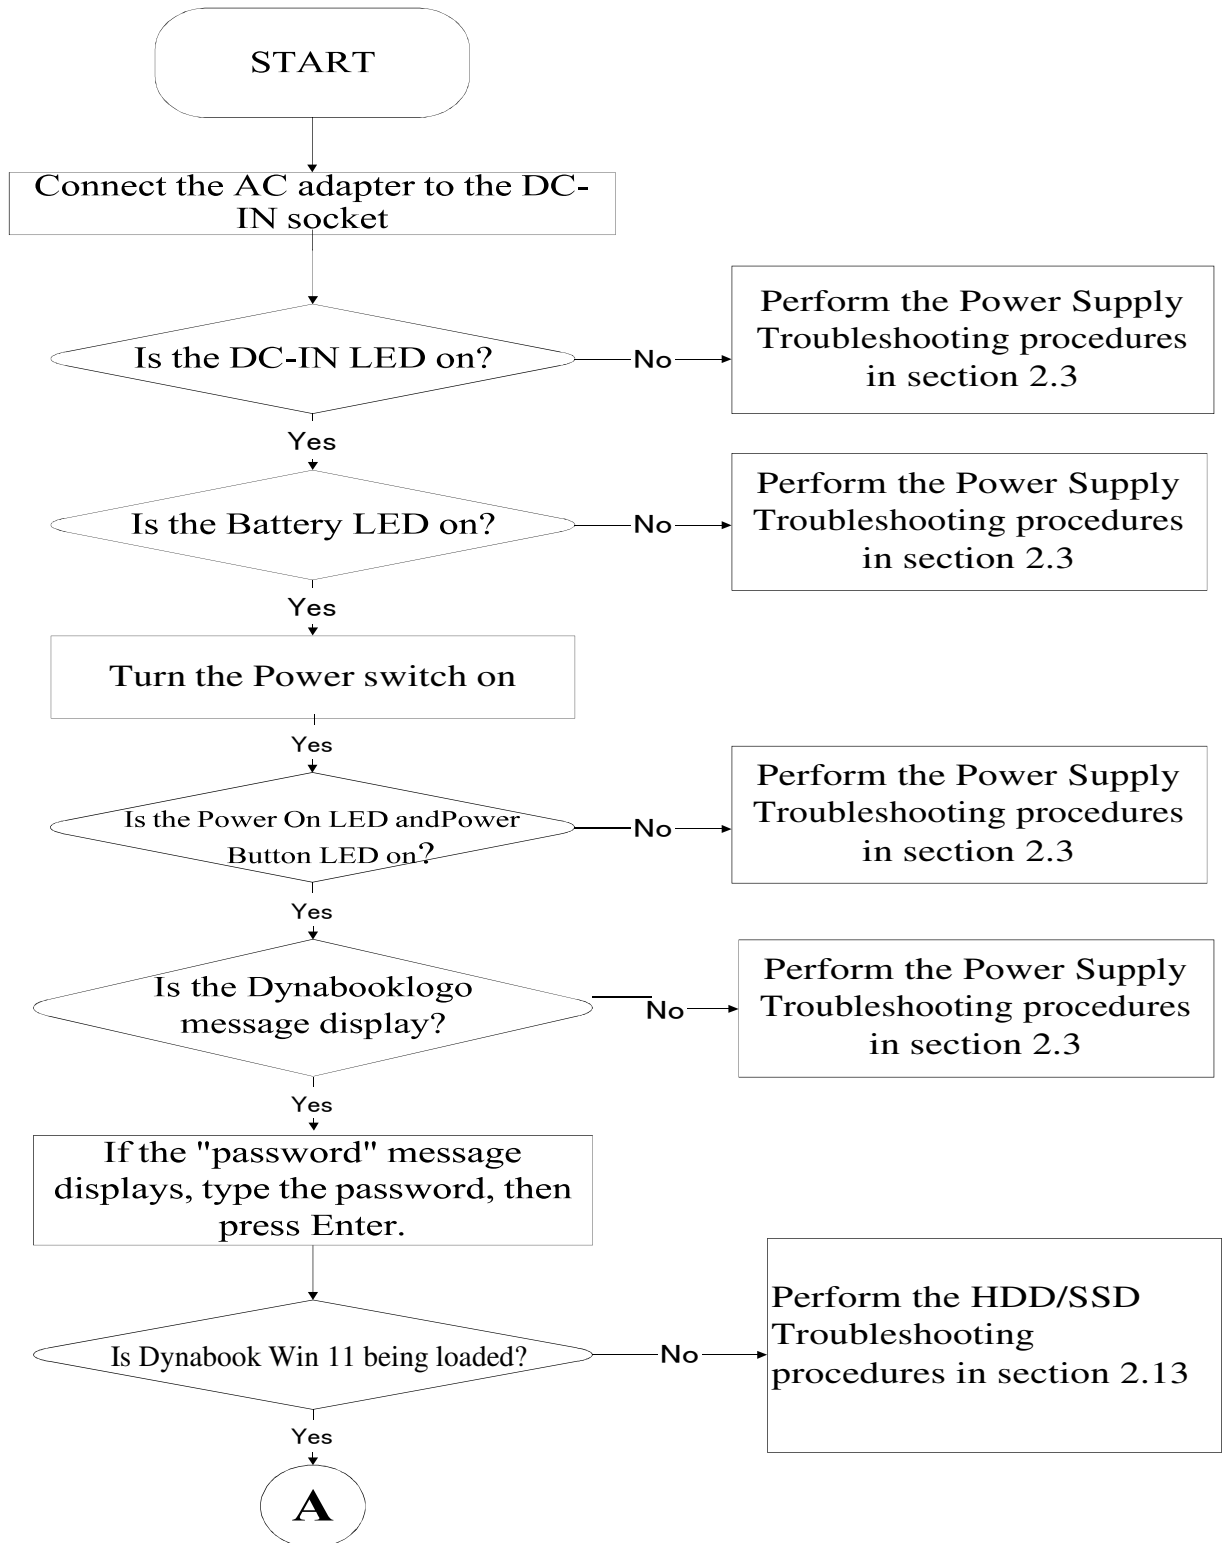 START
Connect the AC adapter to the DC-
IN socket
Is the DC-IN LED on?
No
Perform the Power Supply
Troubleshooting procedures
in section 2.3
Yes
Is the Battery LED on?
No
Perform the Power Supply
Troubleshooting procedures
in section 2.3
Yes
Turn the Power switch on
Yes
Is the Power On LED andPower
Button LED on?
No
Perform the Power Supply
Troubleshooting procedures
in section 2.3
Yes
Is the Dynabooklogo
message display?
No
Perform the Power Supply
Troubleshooting procedures
in section 2.3
Yes
If the "password" message
displays, type the password, then
press Enter.
Is Dynabook Win 11 being loaded?
No
Perform the HDD/SSD
Troubleshooting
procedures in section 2.13
Yes
A